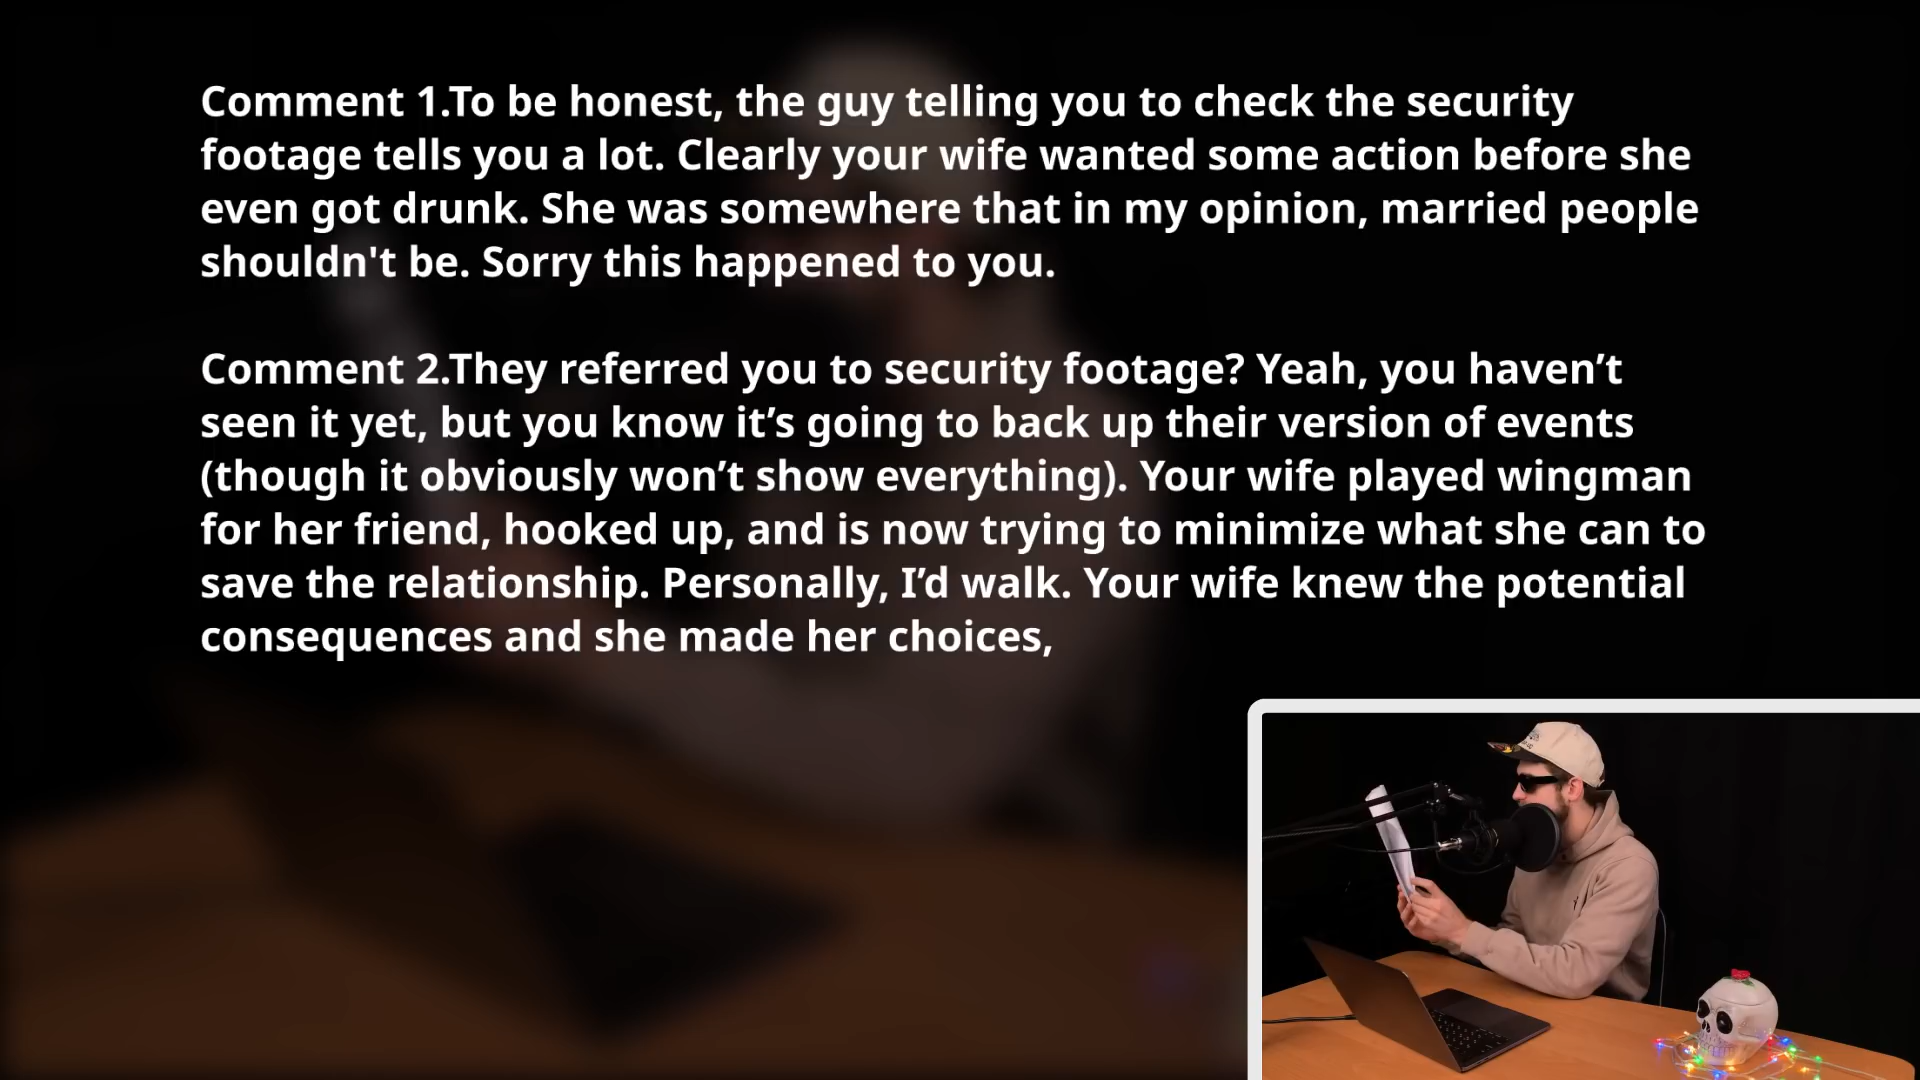 Comment 1.To be honest, the guy telling you to check the security
footage tells you a lot. Clearly your wife wanted some action before she
even got drunk. She was somewhere that in my opinion, married people
shouldn't be. Sorry this happened to you.
Comment 2.They referred you to security footage? Yeah, you haven’t
seen it yet, but you know it’s going to back up their version of events
(though it obviously won’t show everything). Your wife played wingman
for her friend, hooked up, and is now trying to minimize what she can to
save the relationship. Personally, I’d walk. Your wife knew the potential
consequences and she made her choices,